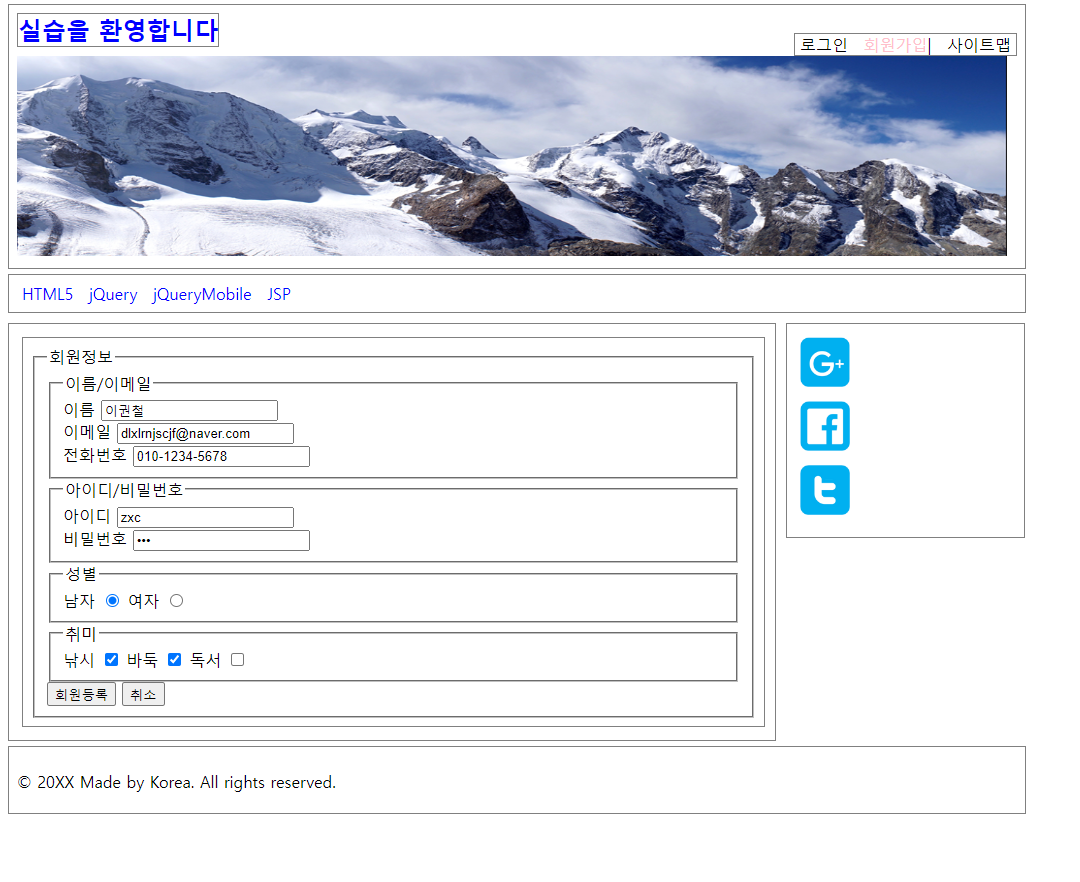 실습을 환영합니다
로그인 회원가입| 사이트맵
HTML5 jQuery jQueryMobile JSP
회원정보
이름/이메일
이름 이권철
이메일 dlxlrnjscjf@naver.com
전화번호 010-1234-5678
아이디/비밀번호
아이디 zxc
비밀번호 •••
성별
남자 여자
취미
낚시 바둑 독서
회원등록 취소
G+
© 20XX Made by Korea. All rights reserved.